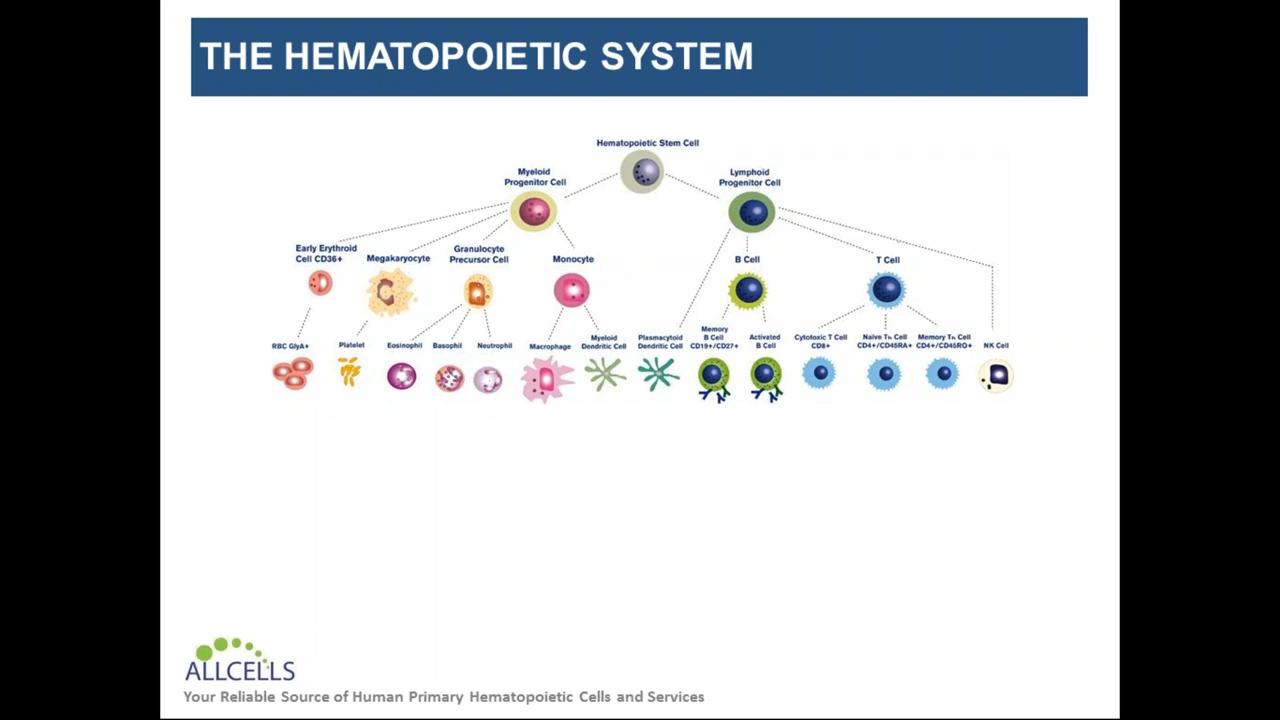 THE HEMATOPOIETIC SYSTEM
Hematopoietic Stem Cell
Myeloid
Progenitor Cell
Lymphoid
Progenitor Cell
Early Erythroid
Cell CD36+
Megakaryocyte
Granulocyte
Precursor Cell
Monocyte
B Cell
T Cell
RBC GlyA+
Platelet
Eosinophil
Basophil
Neutrophil
Macrophage
Myeloid
Dendritic Cell
Plasmacytoid
Dendritic Cell
Memory
B Cell
CD19+/CD27+
Activated
B Cell
Cytotoxic T Cell
CD8+
Naive Tʜ Cell
CD4+/CD45RA+
Memory Tʜ Cell
CD4+/CD45RO+
NK Cell
ALLCELLS
Your Reliable Source of Human Primary Hematopoietic Cells and Services